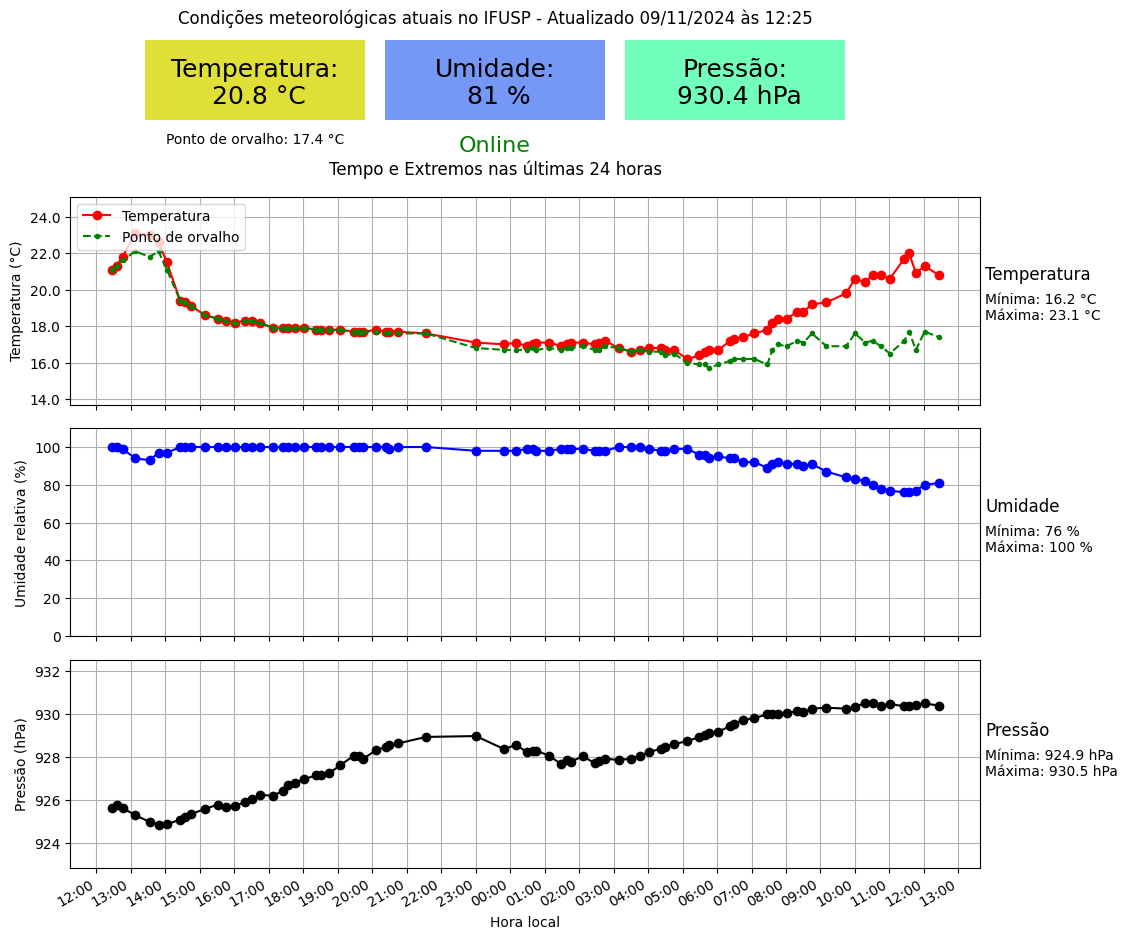 Condições meteorológicas atuais no IFUSP - Atualizado 09/11/2024 às 12:25
Temperatura:
20.8 °C
Umidade:
81 %
Pressão:
930.4 hPa
Ponto de orvalho: 17.4 °C
Online
Tempo e Extremos nas últimas 24 horas
Temperatura (°C)
24.0
22.0
20.0
18.0
16.0
14.0
Temperatura
Ponto de orvalho
Temperatura
Mínima: 16.2 °C
Máxima: 23.1 °C
Umidade relativa (%)
100
80
60
40
20
0
Umidade
Mínima: 76 %
Máxima: 100 %
Pressão (hPa)
932
930
928
926
924
Pressão
Mínima: 924.9 hPa
Máxima: 930.5 hPa
12:00 13:00 14:00 15:00 16:00 17:00 18:00 19:00 20:00 21:00 22:00 23:00 00:00 01:00 02:00 03:00 04:00 05:00 06:00 07:00 08:00 09:00 10:00 11:00 12:00 13:00
Hora local